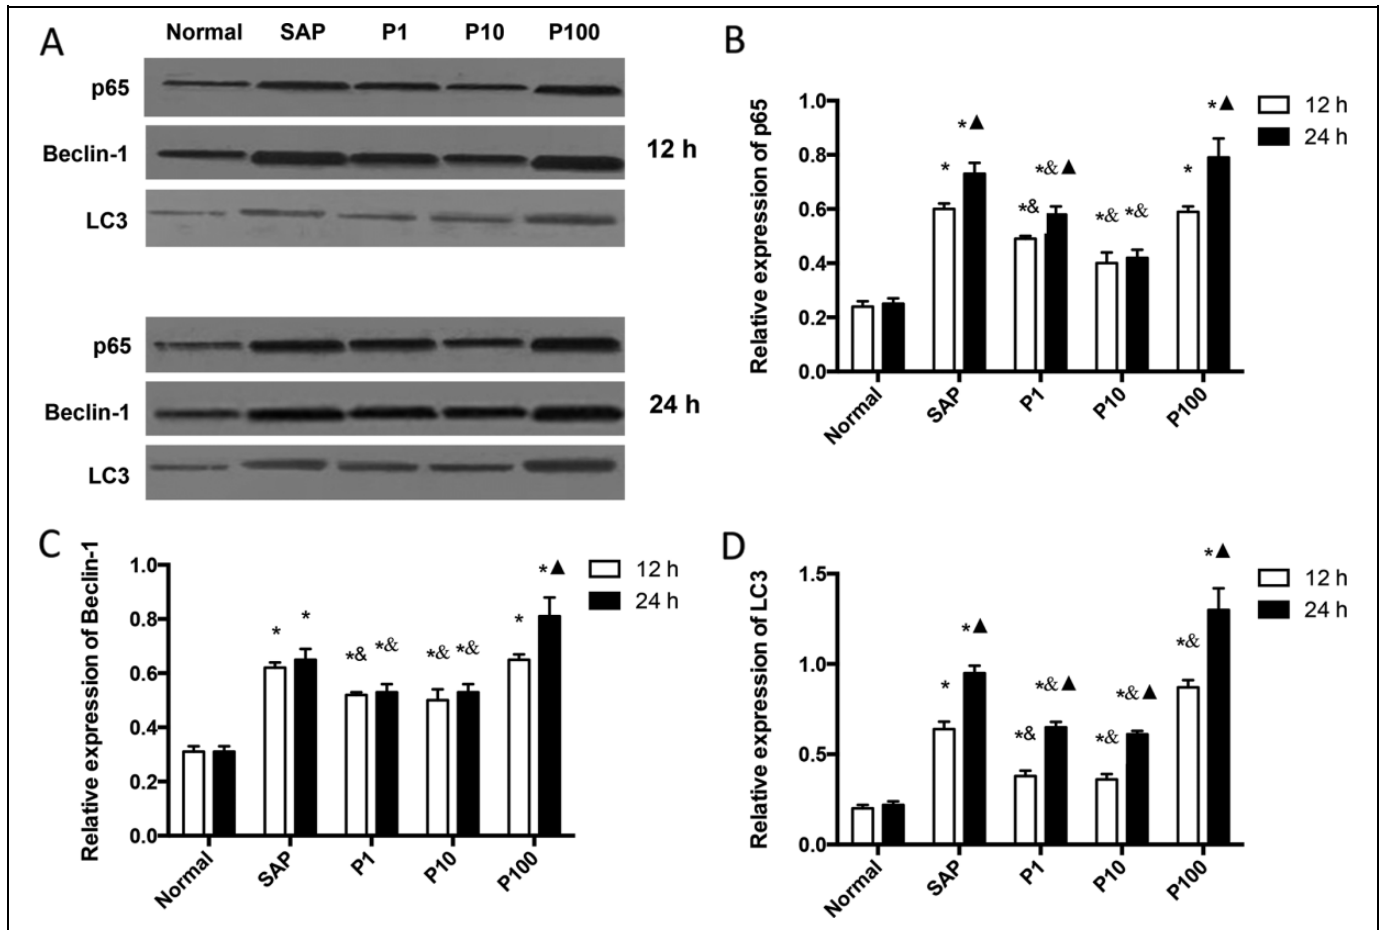 A
Normal SAP P1 P10 P100
p65
Beclin-1
12 h
LC3
p65
Beclin-1
24 h
LC3
B
Relative expression of p65
1.0
0.8
0.6
0.4
0.2
0.0
* *▲ *& *&▲ *& *& * *▲
12 h
24 h
Normal SAP P1 P10 P100
C
Relative expression of Beclin-1
1.0
0.8
0.6
0.4
0.2
0.0
* * *& *& *& *& * *▲
12 h
24 h
Normal SAP P1 P10 P100
D
Relative expression of LC3
1.5
1.0
0.5
0.0
* *▲ *& *&▲ *& *&▲ *& *▲
12 h
24 h
Normal SAP P1 P10 P100